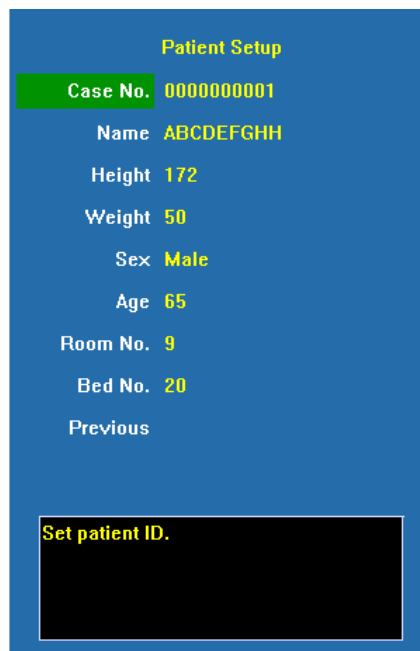 Patient Setup
Case No. 0000000001
Name ABCDEFGHH
Height 172
Weight 50
Sex Male
Age 65
Room No. 9
Bed No. 20
Previous
Set patient ID.